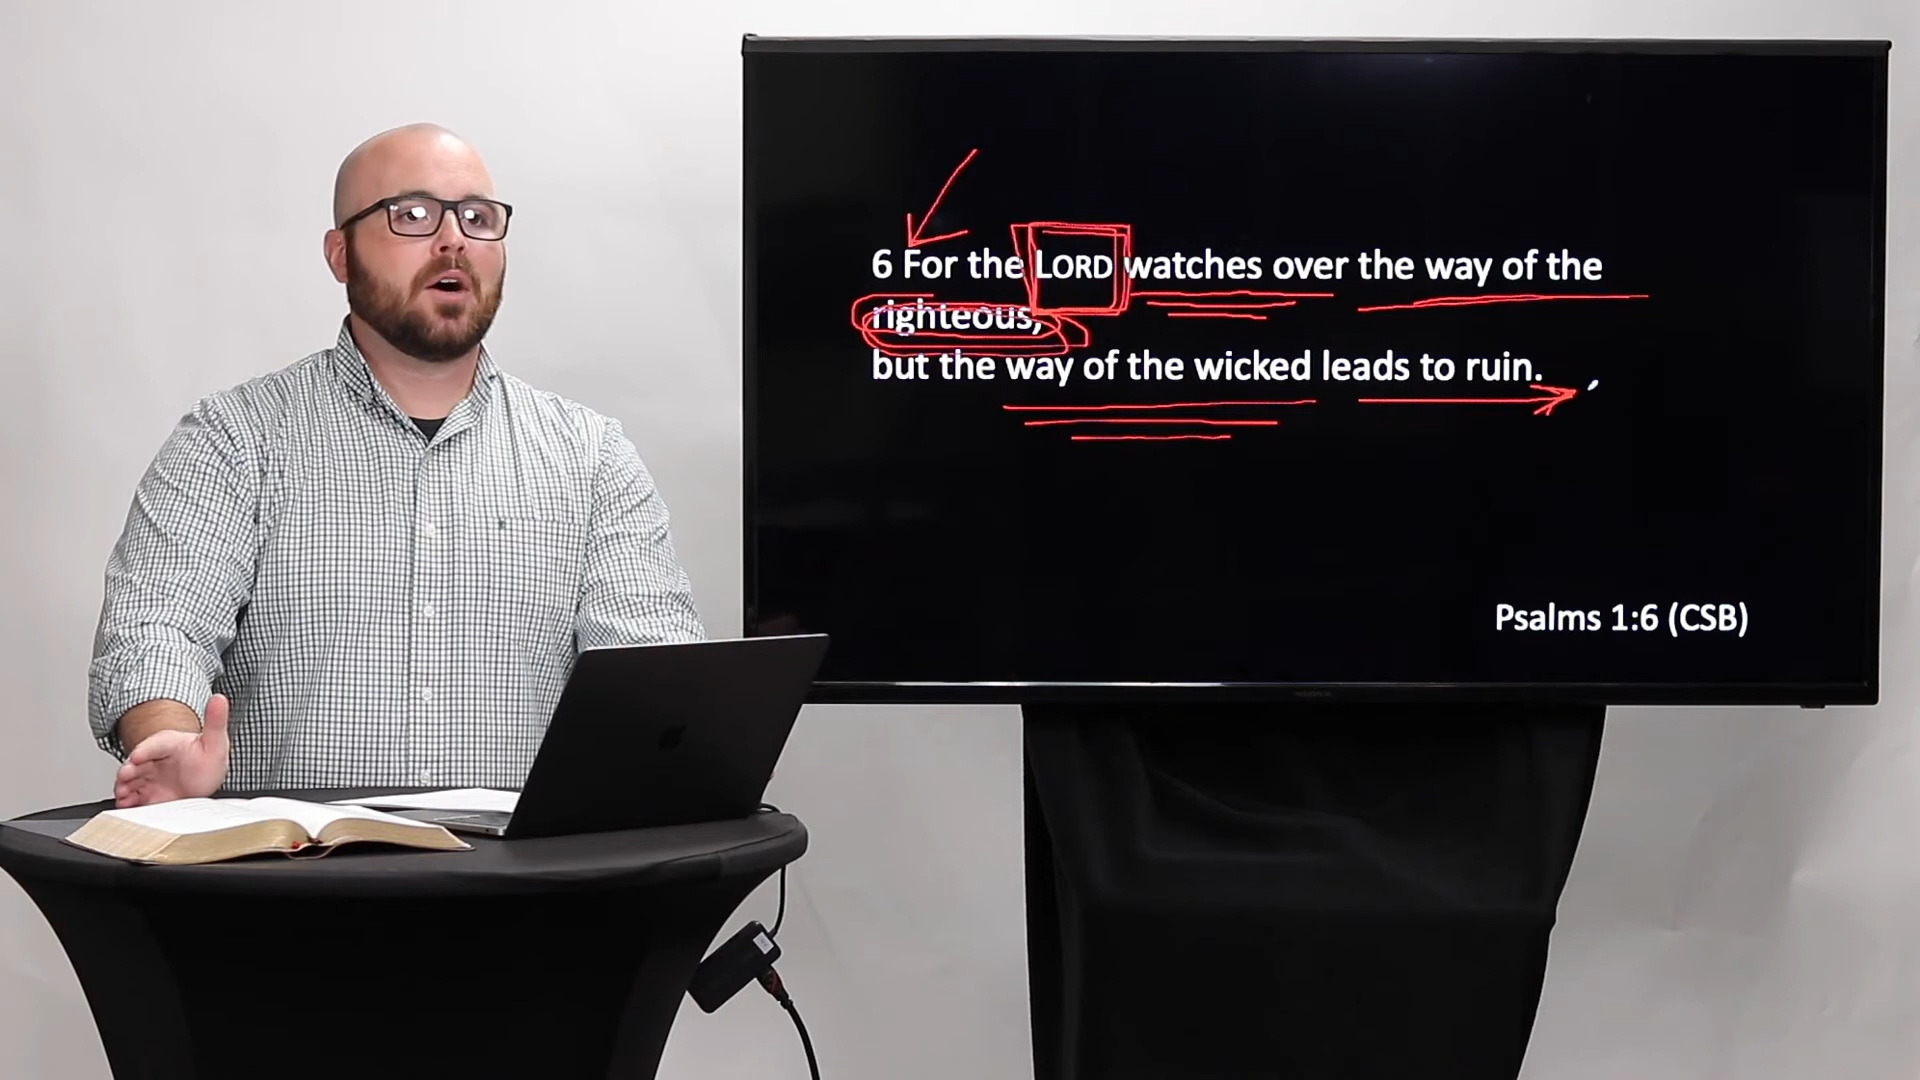 6 For the LORD watches over the way of the
righteous,
but the way of the wicked leads to ruin.
Psalms 1:6 (CSB)